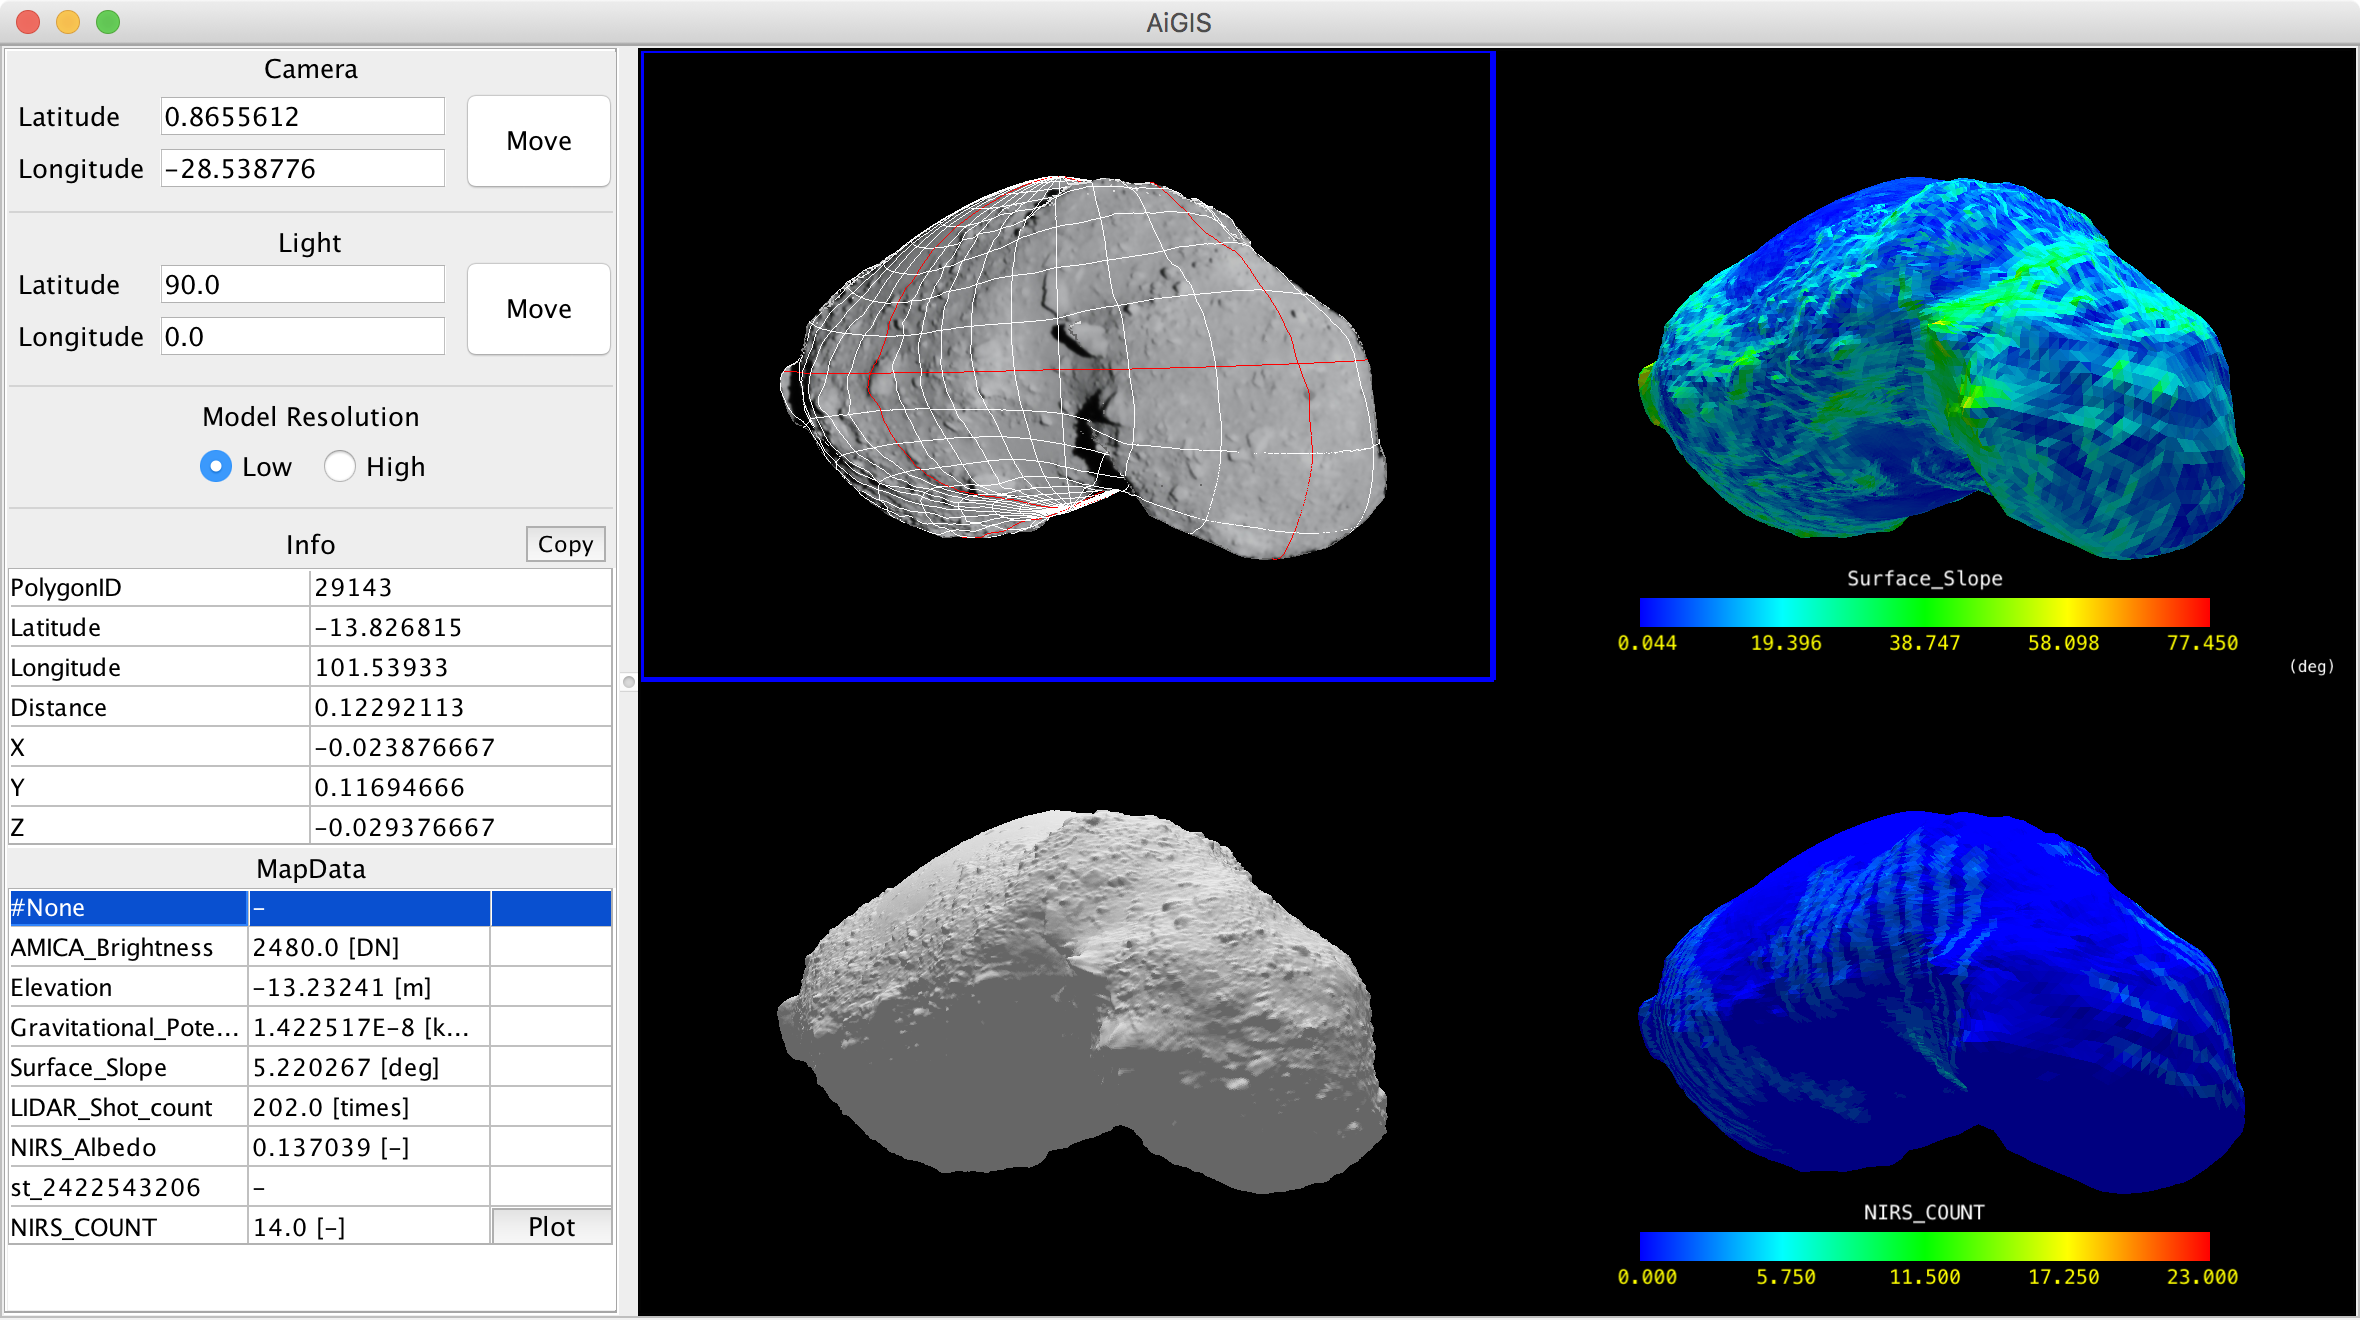 AiGIS
Camera
Latitude 0.8655612
Move
Longitude -28.538776
Light
Latitude 90.0
Move
Longitude 0.0
Model Resolution
Low High
Info Copy
PolygonID 29143
Latitude -13.826815
Longitude 101.53933
Distance 0.12292113
X -0.023876667
Y 0.11694666
Z -0.029376667
MapData
#None -
AMICA_Brightness 2480.0 [DN]
Elevation -13.23241 [m]
Gravitational_Pote... 1.422517E-8 [k...
Surface_Slope 5.220267 [deg]
LIDAR_Shot_count 202.0 [times]
NIRS_Albedo 0.137039 [-]
st_2422543206 -
NIRS_COUNT 14.0 [-] Plot
Surface_Slope
0.044 19.396 38.747 58.098 77.450
(deg)
NIRS_COUNT
0.000 5.750 11.500 17.250 23.000